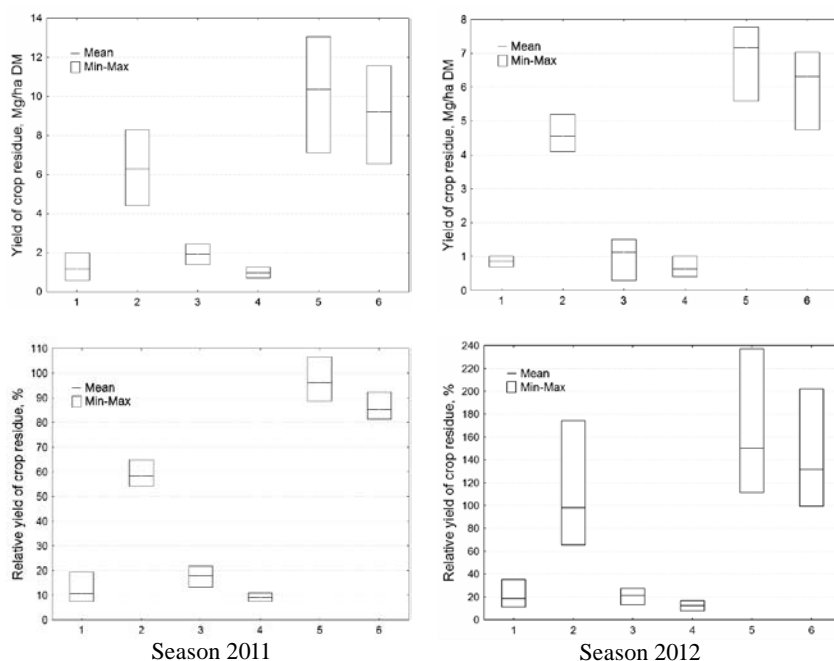 Yield of crop residue, Mg/ha DM
14
12
10
8
6
4
2
0
Mean
Min-Max
1 2 3 4 5 6
Yield of crop residue, Mg/ha DM
8
7
6
5
4
3
2
1
0
Mean
Min-Max
1 2 3 4 5 6
Relative yield of crop residue, %
110
100
90
80
70
60
50
40
30
20
10
0
Mean
Min-Max
1 2 3 4 5 6
Season 2011
Relative yield of crop residue, %
240
220
200
180
160
140
120
100
80
60
40
20
0
Mean
Min-Max
1 2 3 4 5 6
Season 2012